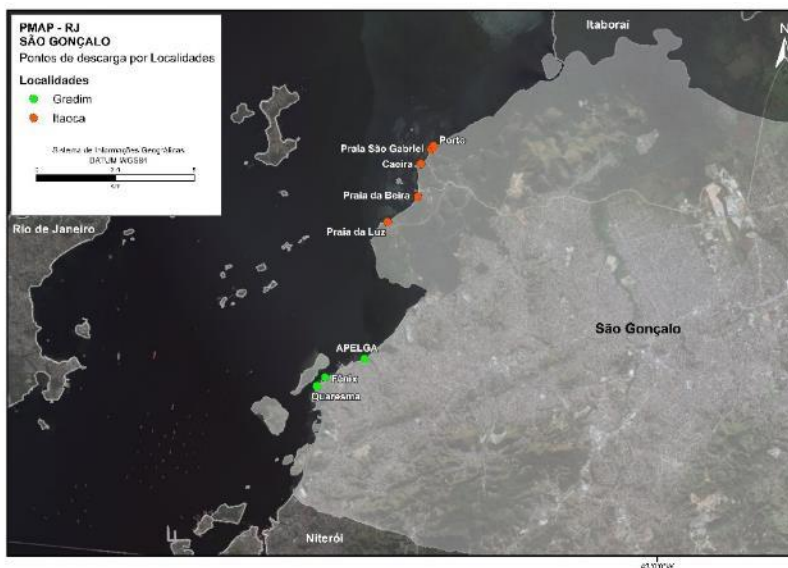 PMAP - RJ
SÃO GONÇALO
Pontos de descarga por Localidades
Localidades
Gradim
Itaoca
Sistema de Informações Geográficas
DATUM WGS84
0
Itaboraí
N
Porto
Praia São Gabriel
Caeira
Praia da Beira
Praia da Luz
Rio de Janeiro
São Gonçalo
APELGA
Fênix
Quaresma
Niterói